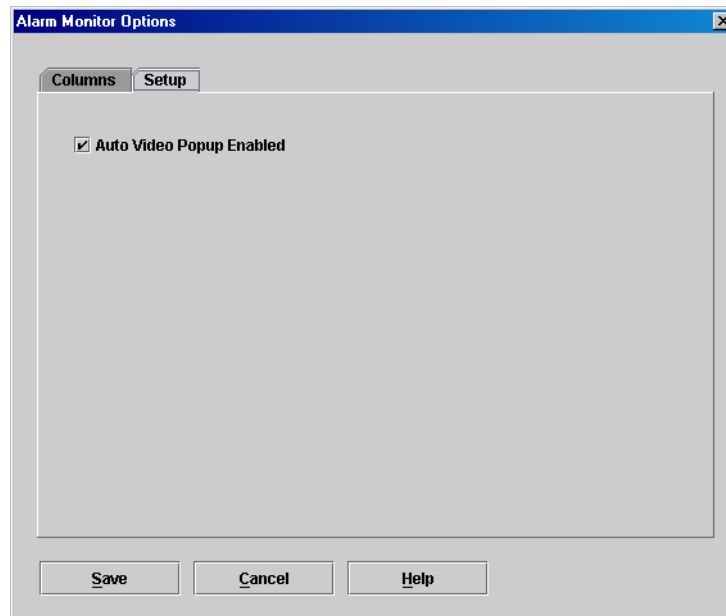 Alarm Monitor Options
Columns Setup
Auto Video Popup Enabled
Save Cancel Help